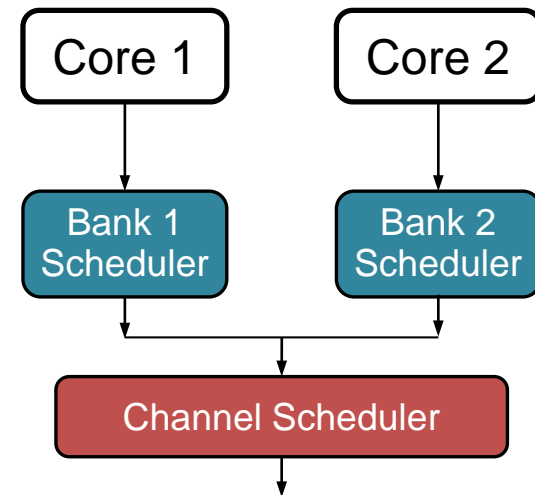 Core 1
Core 2
Bank 1
Scheduler
Bank 2
Scheduler
Channel Scheduler